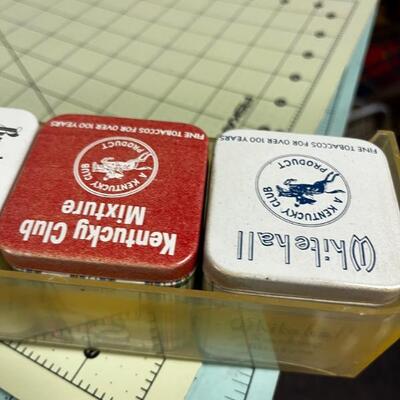 Kentucky Club
Mixture
A KENTUCKY CLUB
PRODUCT
FINE TOBACCOS FOR OVER 100 YEARS
Whitehall
A KENTUCKY CLUB
PRODUCT
FINE TOBACCOS FOR OVER 100 YEARS